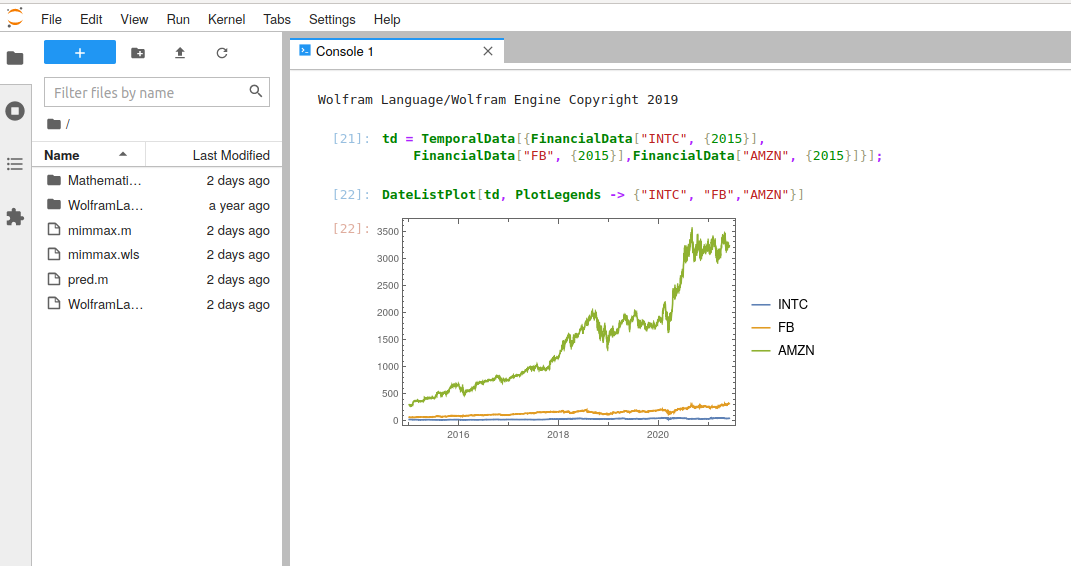 File Edit View Run Kernel Tabs Settings Help
+
Filter files by name
/
Name Last Modified
Mathemati... 2 days ago
WolframLa... a year ago
mimmax.m 2 days ago
mimmax.wls 2 days ago
pred.m 2 days ago
WolframLa... 2 days ago
Console 1
Wolfram Language/Wolfram Engine Copyright 2019
[21]: td = TemporalData[{FinancialData["INTC", {2015}],
FinancialData["FB", {2015}],FinancialData["AMZN", {2015}]}];
[22]: DateListPlot[td, PlotLegends -> {"INTC", "FB","AMZN"}]
[22]:
3500
3000
2500
2000
1500
1000
500
0
2016 2018 2020
INTC
FB
AMZN